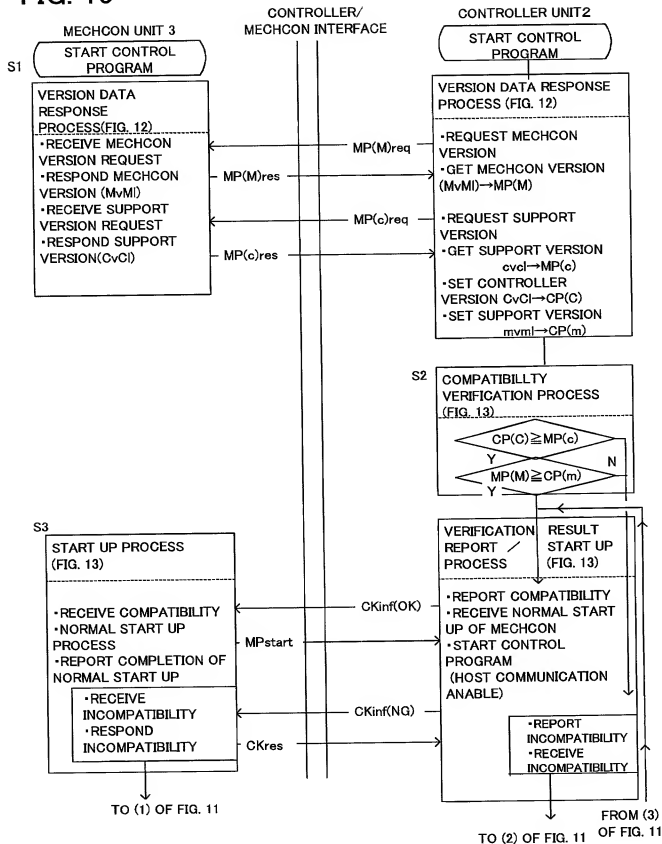 MECHCON UNIT 3
CONTROLLER/
MECHCON INTERFACE
CONTROLLER UNIT2
S1
START CONTROL
PROGRAM
START CONTROL
PROGRAM
VERSION DATA
RESPONSE
PROCESS(FIG. 12)
・RECEIVE MECHCON
VERSION REQUEST
・RESPOND MECHCON
VERSION (MvMl)
・RECEIVE SUPPORT
VERSION REQUEST
・RESPOND SUPPORT
VERSION(CvCl)
MP(M)req
MP(M)res
MP(c)req
MP(c)res
VERSION DATA RESPONSE
PROCESS (FIG. 12)
・REQUEST MECHCON
VERSION
・GET MECHCON VERSION
(MvMl)→MP(M)
・REQUEST SUPPORT
VERSION
・GET SUPPORT VERSION
cvcl→MP(c)
・SET CONTROLLER
VERSION CvCl→CP(C)
・SET SUPPORT VERSION
mvml→CP(m)
S2
COMPATIBILLTY
VERIFICATION PROCESS
(FIG. 13)
CP(C)≧MP(c)
Y
N
MP(M)≧CP(m)
Y
S3
START UP PROCESS
(FIG. 13)
・RECEIVE COMPATIBILITY
・NORMAL START UP
PROCESS
・REPORT COMPLETION OF
NORMAL START UP
・RECEIVE
INCOMPATIBILITY
・RESPOND
INCOMPATIBILITY
CKinf(OK)
MPstart
CKinf(NG)
CKres
VERIFICATION RESULT
REPORT / START UP
PROCESS (FIG. 13)
・REPORT COMPATIBILITY
・RECEIVE NORMAL START
UP OF MECHCON
・START CONTROL
PROGRAM
(HOST COMMUNICATION
ANABLE)
・REPORT
INCOMPATIBILITY
・RECEIVE
INCOMPATIBILITY
TO (1) OF FIG. 11
TO (2) OF FIG. 11
FROM (3)
OF FIG. 11